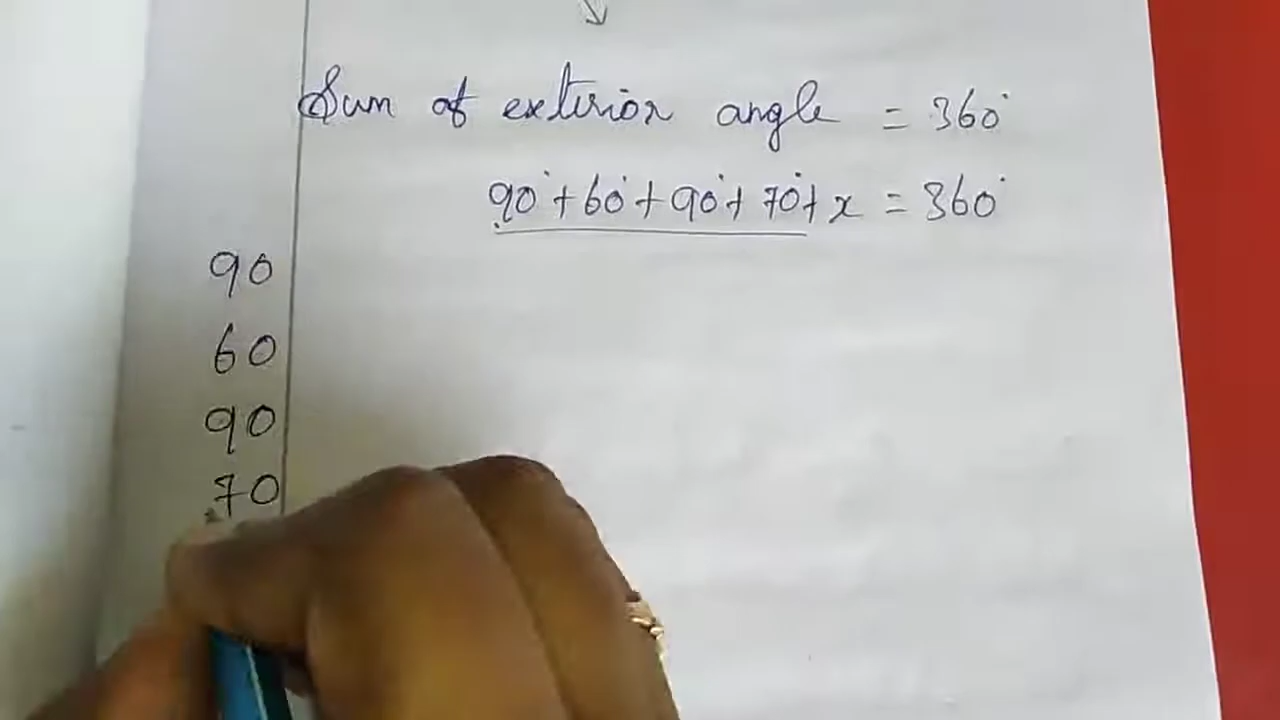 Sum of exterior angle = 360°
90° + 60° + 90° + 70° + x = 360°
90
60
90
70